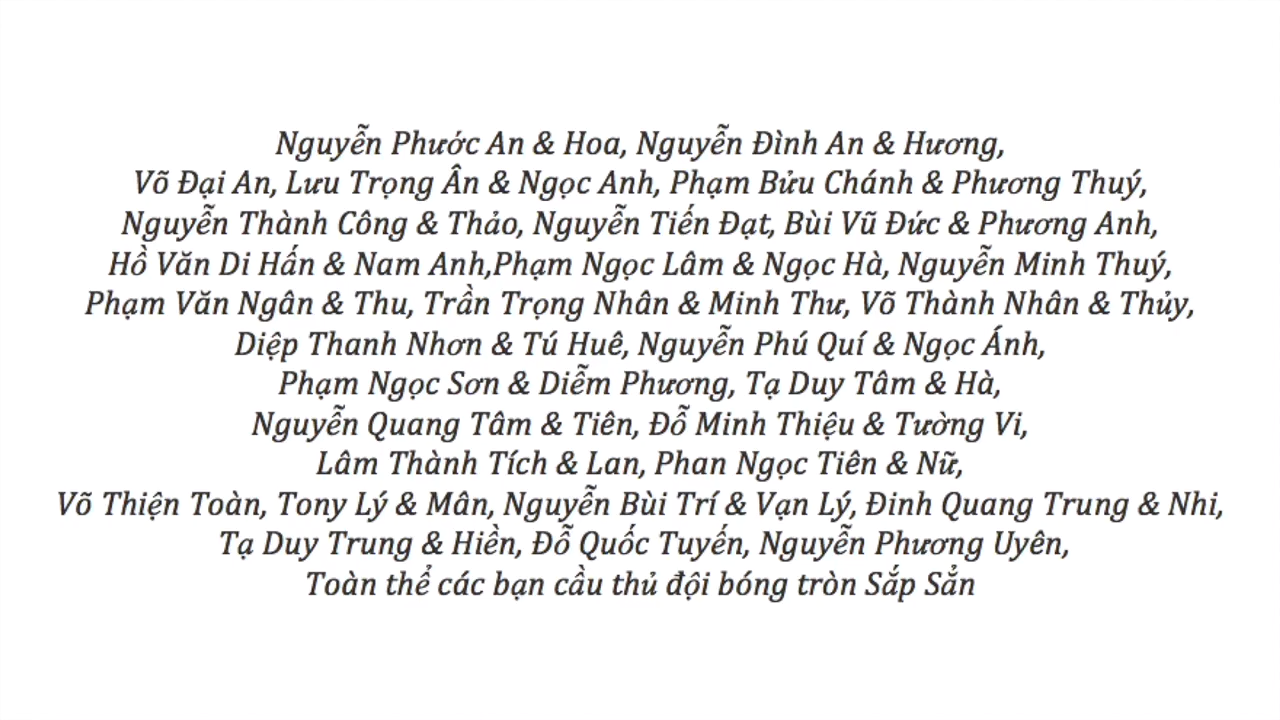 Nguyễn Phước An & Hoa, Nguyễn Đình An & Hương,
Võ Đại An, Lưu Trọng Ân & Ngọc Anh, Phạm Bửu Chánh & Phương Thuý,
Nguyễn Thành Công & Thảo, Nguyễn Tiến Đạt, Bùi Vũ Đức & Phương Anh,
Hồ Văn Di Hấn & Nam Anh,Phạm Ngọc Lâm & Ngọc Hà, Nguyễn Minh Thuý,
Phạm Văn Ngân & Thu, Trần Trọng Nhân & Minh Thư, Võ Thành Nhân & Thủy,
Diệp Thanh Nhơn & Tú Huê, Nguyễn Phú Quí & Ngọc Ánh,
Phạm Ngọc Sơn & Diễm Phương, Tạ Duy Tâm & Hà,
Nguyễn Quang Tâm & Tiên, Đỗ Minh Thiệu & Tường Vi,
Lâm Thành Tích & Lan, Phan Ngọc Tiên & Nữ,
Võ Thiện Toàn, Tony Lý & Mân, Nguyễn Bùi Trí & Vạn Lý, Đinh Quang Trung & Nhi,
Tạ Duy Trung & Hiền, Đỗ Quốc Tuyến, Nguyễn Phương Uyên,
Toàn thể các bạn cầu thủ đội bóng tròn Sắp Sẳn